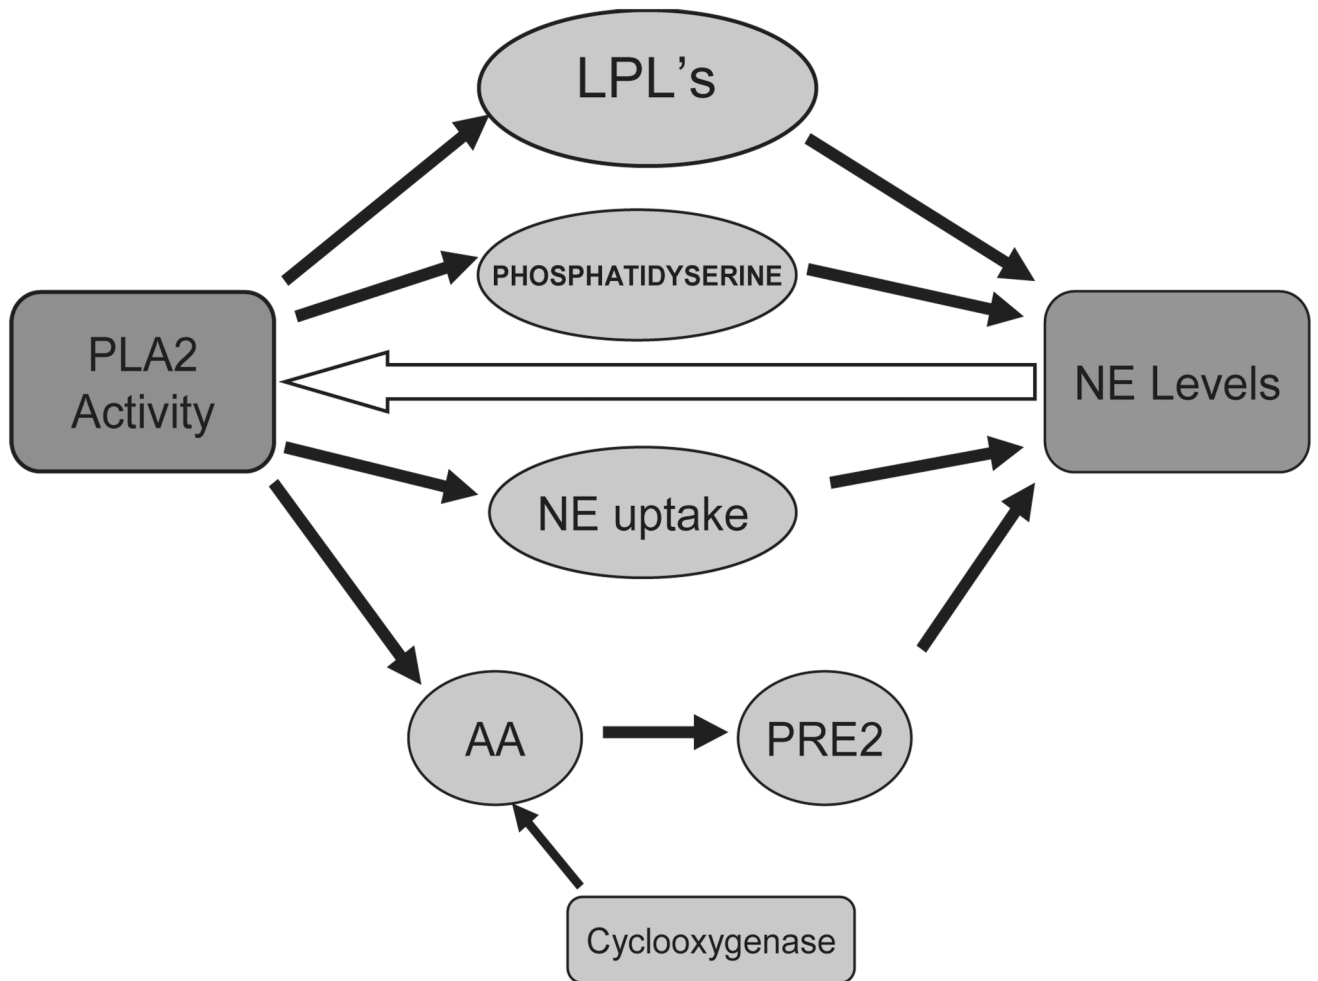 LPL’s
PHOSPHATIDYSERINE
PLA2
Activity
NE Levels
NE uptake
AA
PRE2
Cyclooxygenase